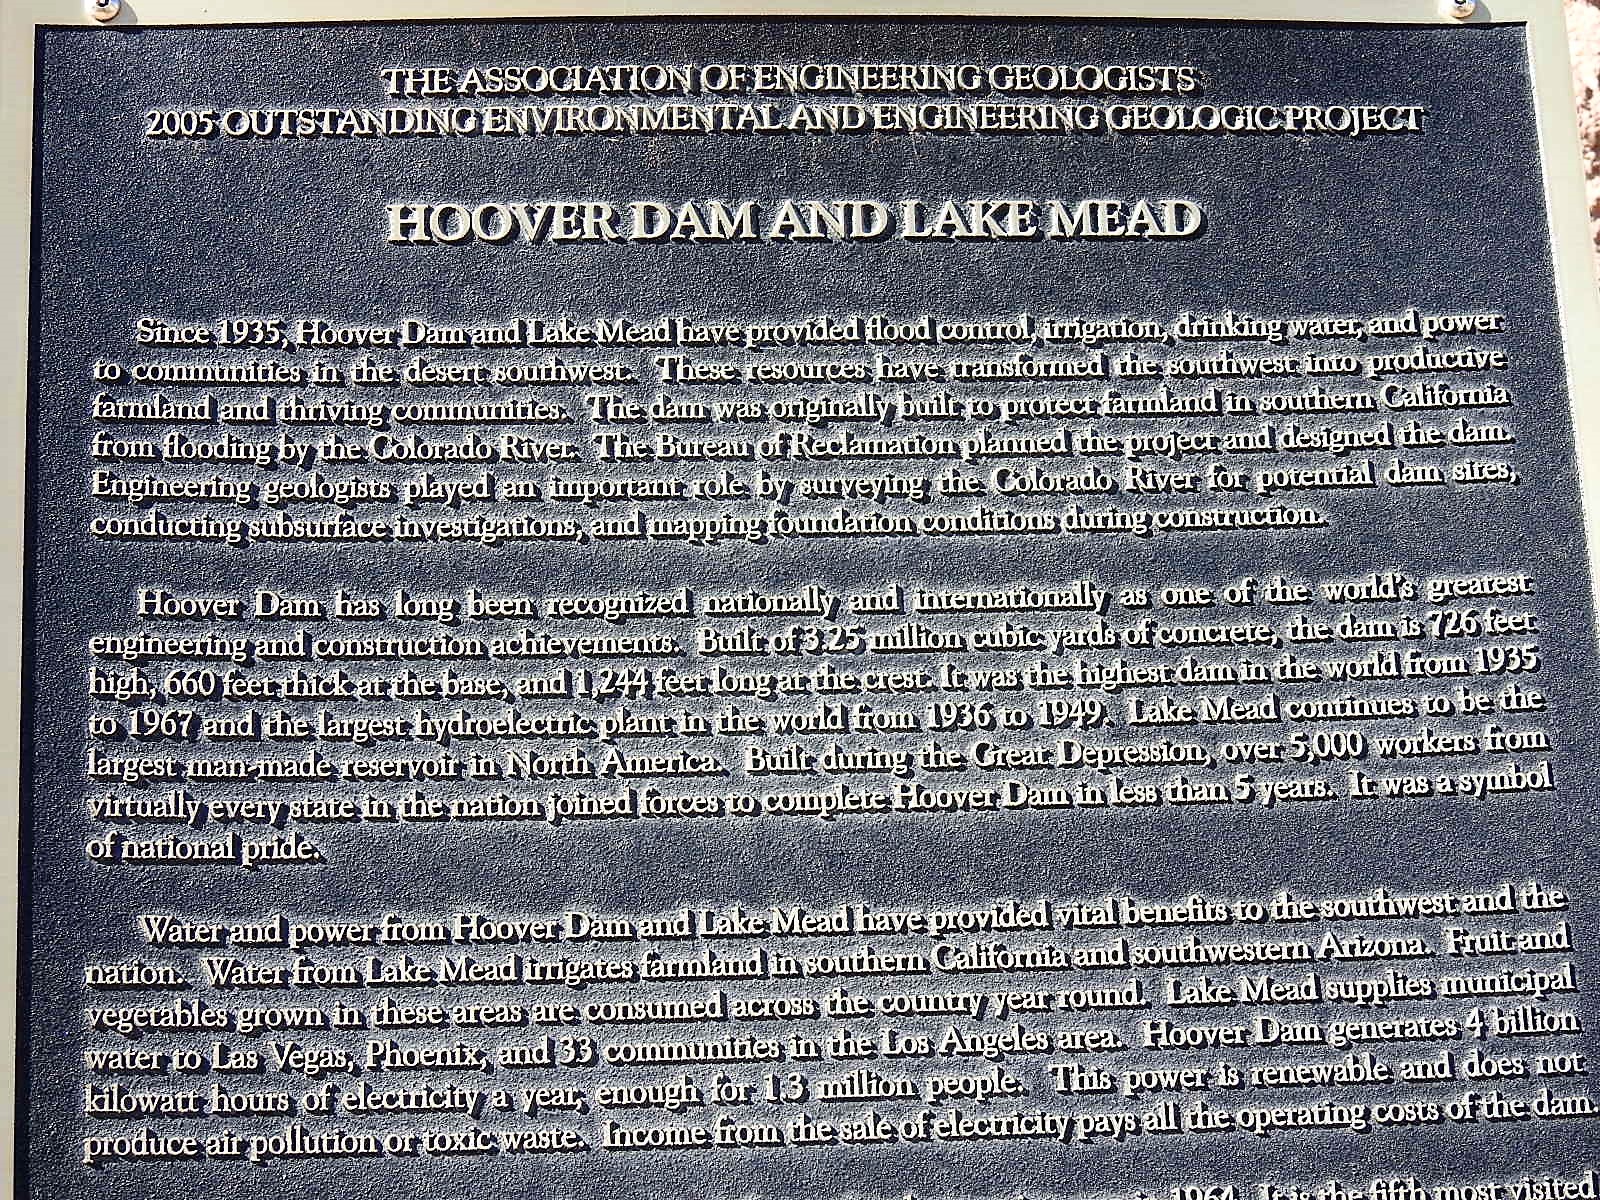 THE ASSOCIATION OF ENGINEERING GEOLOGISTS
2005 OUTSTANDING ENVIRONMENTAL AND ENGINEERING GEOLOGIC PROJECT
HOOVER DAM AND LAKE MEAD
Since 1935, Hoover Dam and Lake Mead have provided flood control, irrigation, drinking water, and power
to communities in the desert southwest. These resources have transformed the southwest into productive
farmland and thriving communities. The dam was originally built to protect farmland in southern California
from flooding by the Colorado River. The Bureau of Reclamation planned the project and designed the dam.
Engineering geologists played an important role by surveying the Colorado River for potential dam sites,
conducting subsurface investigations, and mapping foundation conditions during construction.
Hoover Dam has long been recognized nationally and internationally as one of the world's greatest
engineering and construction achievements. Built of 3.25 million cubic yards of concrete, the dam is 726 feet
high, 660 feet thick at the base, and 1,244 feet long at the crest. It was the highest dam in the world from 1935
to 1967 and the largest hydroelectric plant in the world from 1936 to 1949. Lake Mead continues to be the
largest man-made reservoir in North America. Built during the Great Depression, over 5,000 workers from
virtually every state in the nation joined forces to complete Hoover Dam in less than 5 years. It was a symbol
of national pride.
Water and power from Hoover Dam and Lake Mead have provided vital benefits to the southwest and the
nation. Water from Lake Mead irrigates farmland in southern California and southwestern Arizona. Fruit and
vegetables grown in these areas are consumed across the country year round. Lake Mead supplies municipal
water to Las Vegas, Phoenix, and 33 communities in the Los Angeles area. Hoover Dam generates 4 billion
kilowatt hours of electricity a year, enough for 1.3 million people. This power is renewable and does not
produce air pollution or toxic waste. Income from the sale of electricity pays all the operating costs of the dam.
1964. It is the fifth most visited